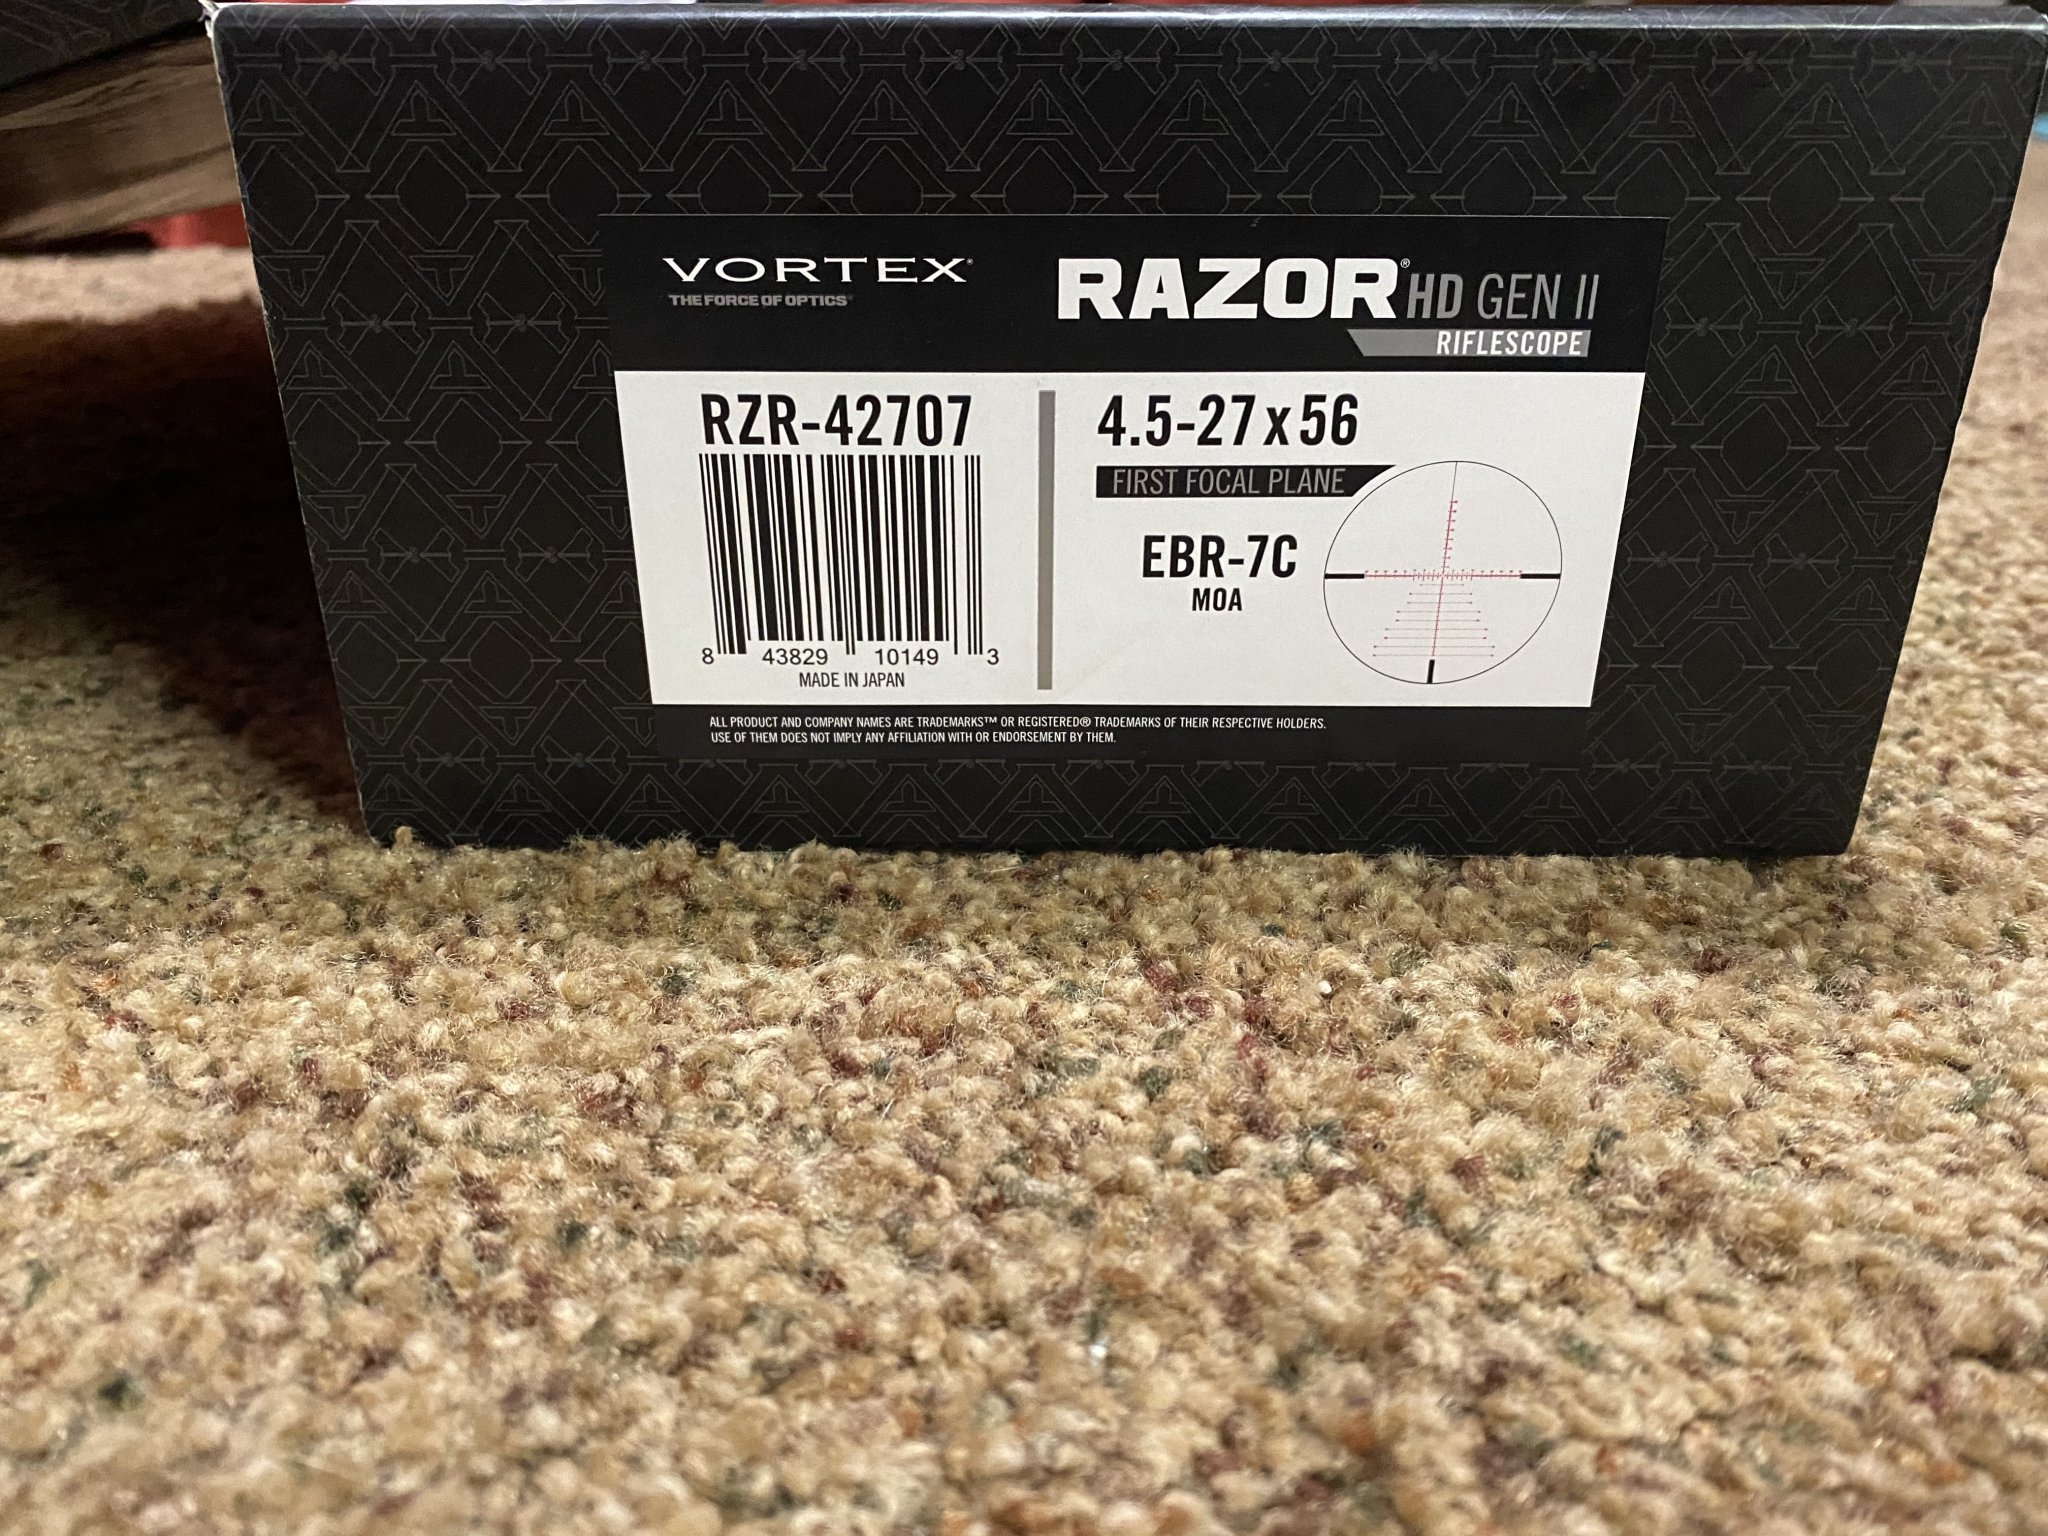 VORTEX®
THE FORCE OF OPTICS®
RAZOR® HD GEN II
RIFLESCOPE
RZR-42707
8 43829 10149 3
MADE IN JAPAN
4.5-27x56
FIRST FOCAL PLANE
EBR-7C
MOA
ALL PRODUCT AND COMPANY NAMES ARE TRADEMARKS™ OR REGISTERED® TRADEMARKS OF THEIR RESPECTIVE HOLDERS.
USE OF THEM DOES NOT IMPLY ANY AFFILIATION WITH OR ENDORSEMENT BY THEM.